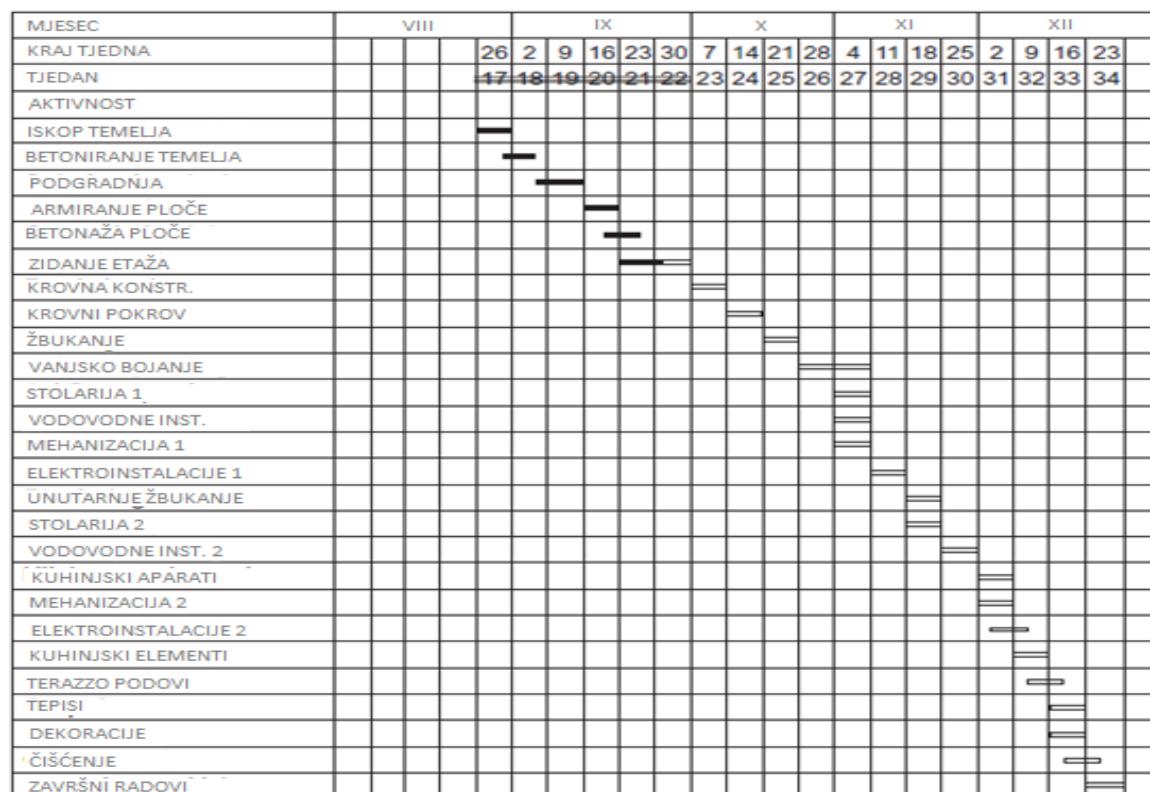 MJESEC VIII IX X XI XII
KRAJ TJEDNA 26 2 9 16 23 30 7 14 21 28 4 11 18 25 2 9 16 23
TJEDAN 17 18 19 20 21 22 23 24 25 26 27 28 29 30 31 32 33 34
AKTIVNOST
ISKOP TEMELJA
BETONIRANJE TEMELJA
PODGRADNJA
ARMIRANJE PLOČE
BETONAŽA PLOČE
ZIDANJE ETAŽA
KROVNA KONSTR.
KROVNI POKROV
ŽBUKANJE
VANJSKO BOJANJE
STOLARIJA 1
VODOVODNE INST.
MEHANIZACIJA 1
ELEKTROINSTALACIJE 1
UNUTARNJE ŽBUKANJE
STOLARIJA 2
VODOVODNE INST. 2
KUHINJSKI APARATI
MEHANIZACIJA 2
ELEKTROINSTALACIJE 2
KUHINJSKI ELEMENTI
TERAZZO PODOVI
TEPISI
DEKORACIJE
ČIŠĆENJE
ZAVRŠNI RADOVI